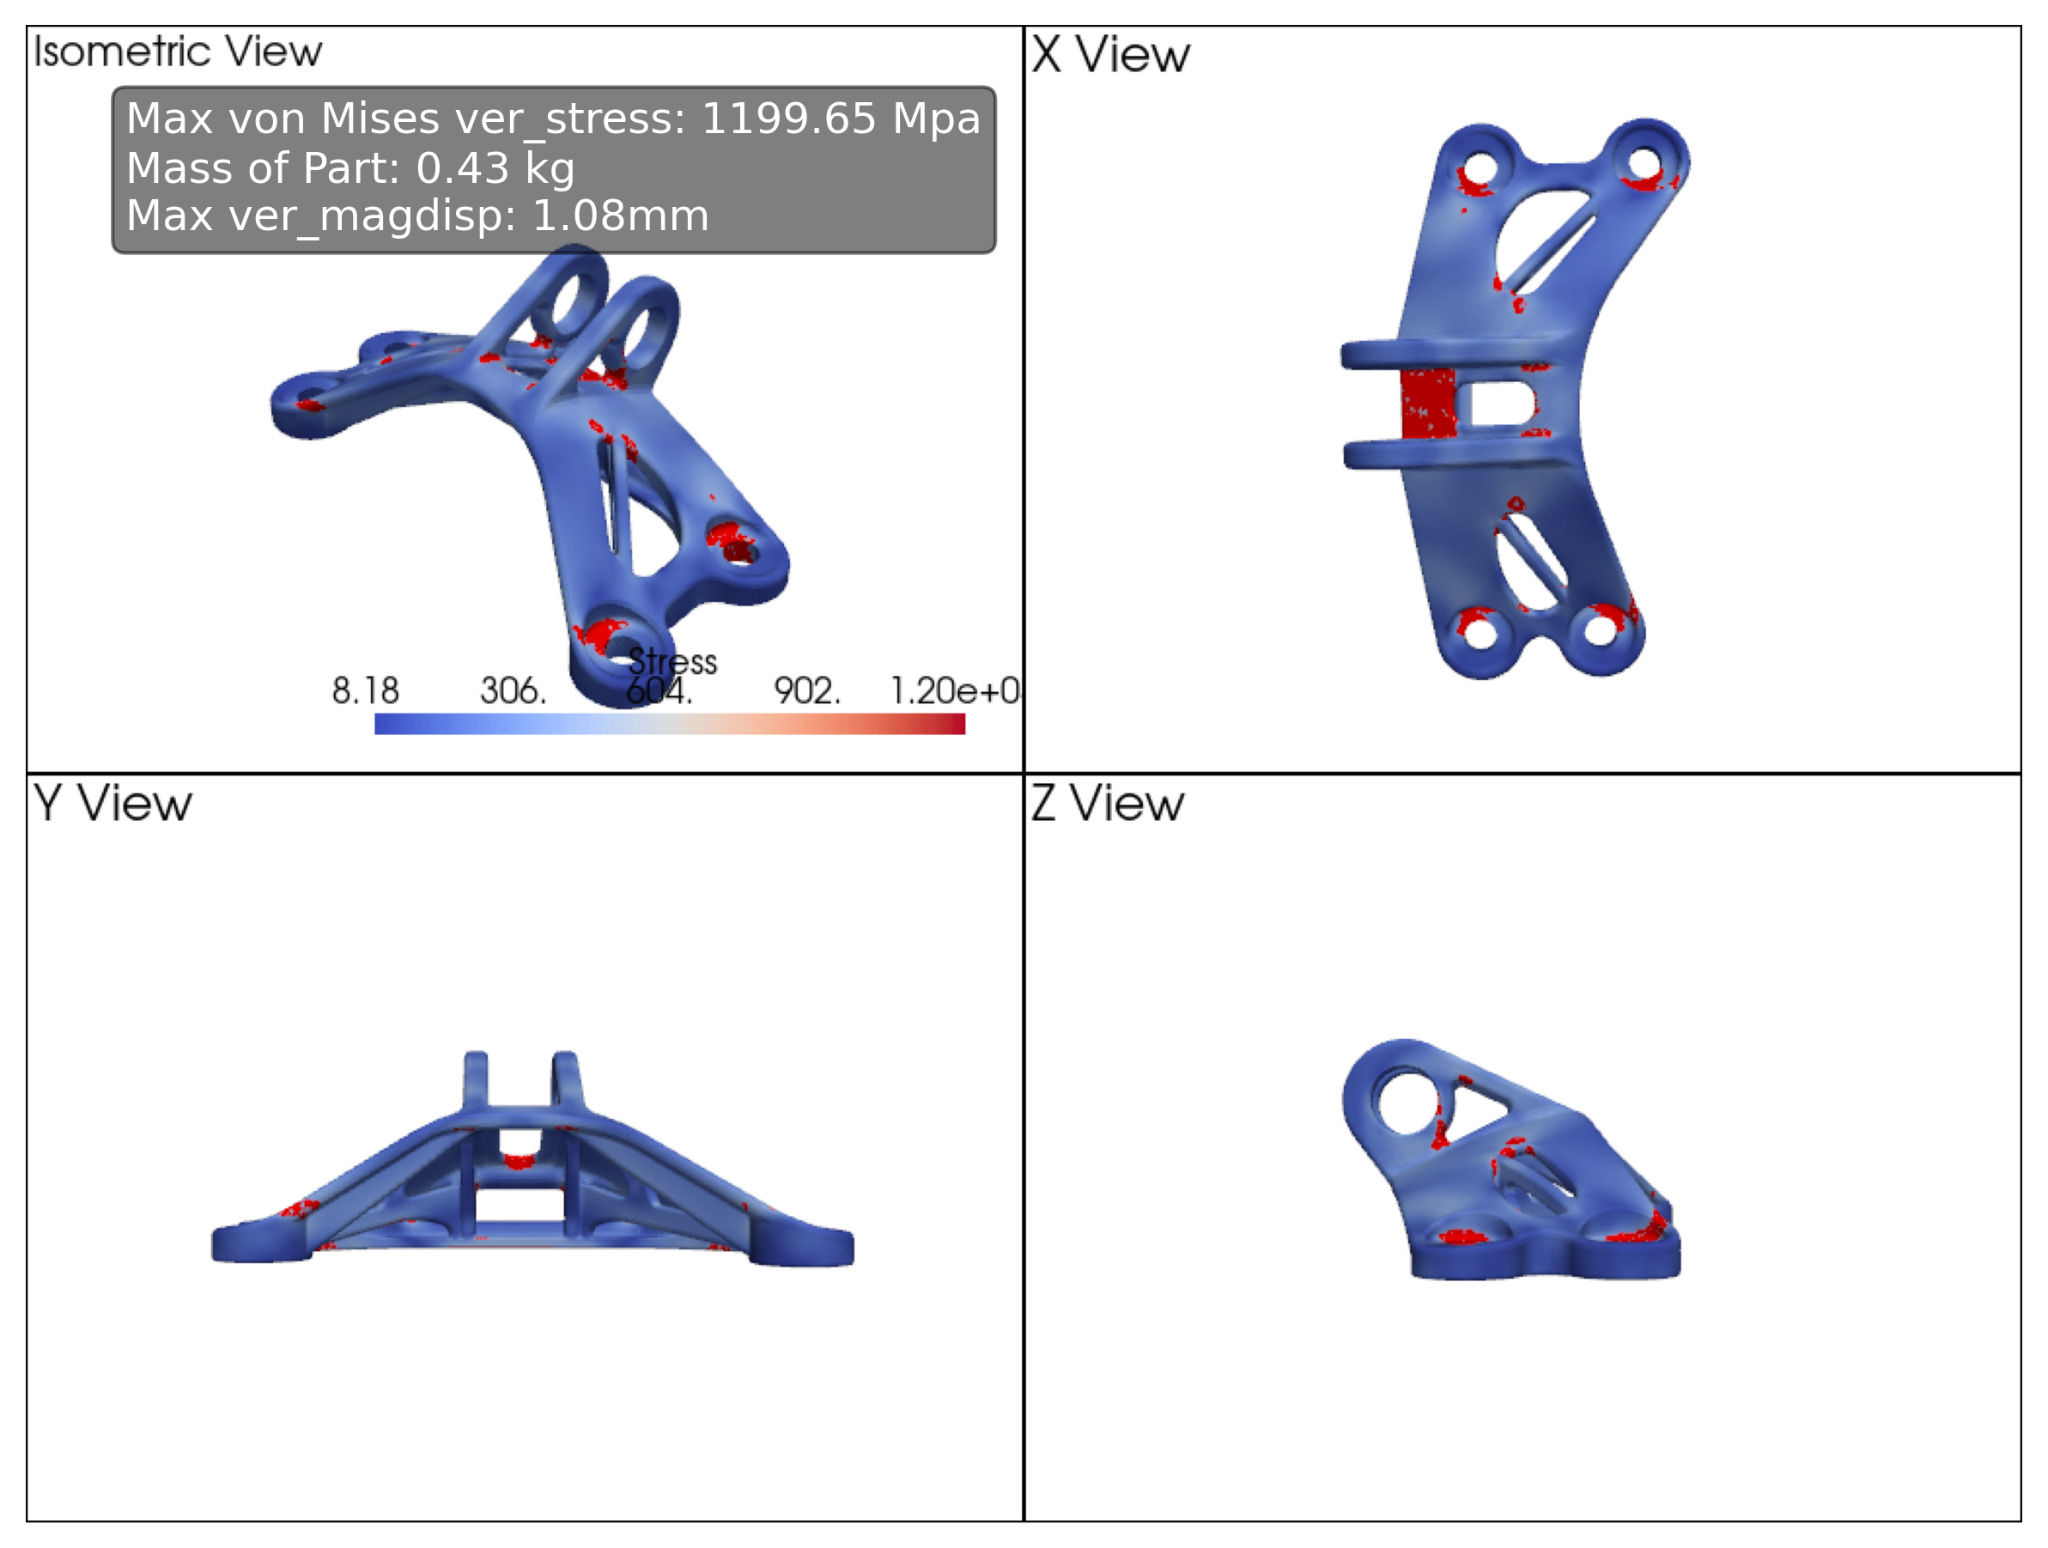 Isometric View
Max von Mises ver_stress: 1199.65 Mpa
Mass of Part: 0.43 kg
Max ver_magdisp: 1.08mm
Stress
8.18 306. 604. 902. 1.20e+0
X View
Y View
Z View